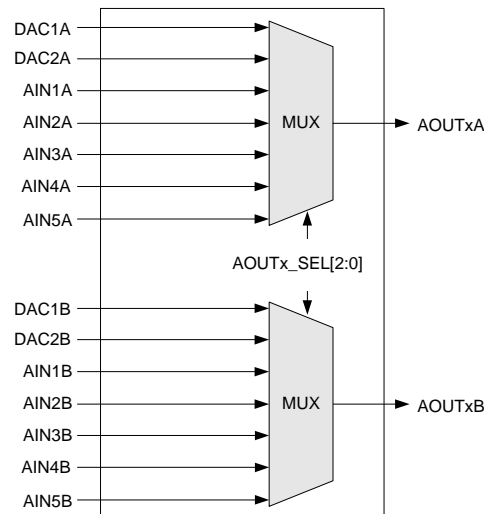 DAC1A
DAC2A
AIN1A
AIN2A
MUX
AOUTxA
AIN3A
AIN4A
AIN5A
AOUTx_SEL[2:0]
DAC1B
DAC2B
AIN1B
AIN2B
MUX
AOUTxB
AIN3B
AIN4B
AIN5B